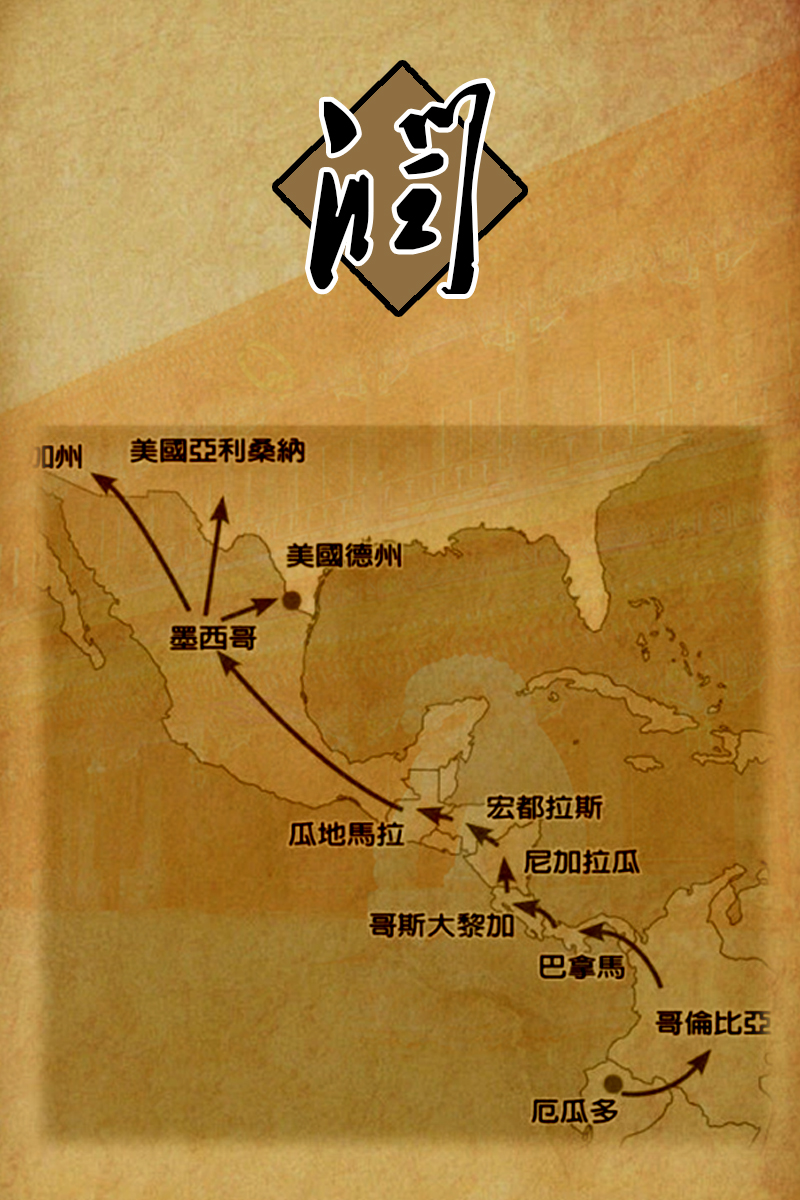 潤
加州
美國亞利桑納
美國德州
墨西哥
宏都拉斯
瓜地馬拉
尼加拉瓜
哥斯大黎加
巴拿馬
哥倫比亞
厄瓜多